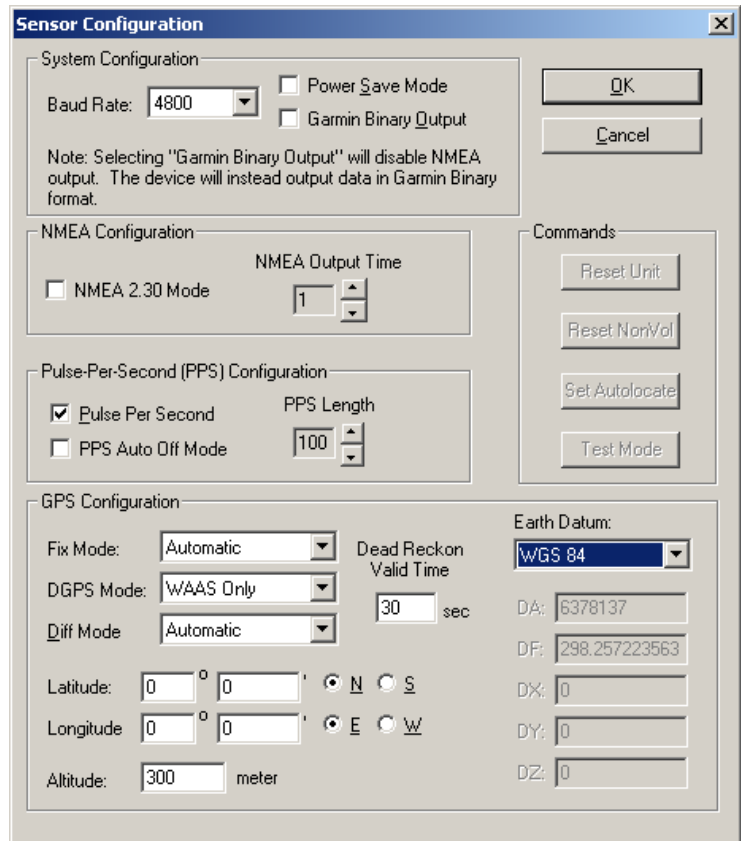 Sensor Configuration
System Configuration
Baud Rate: 4800
Power Save Mode
Garmin Binary Output
Note: Selecting "Garmin Binary Output" will disable NMEA
output. The device will instead output data in Garmin Binary
format.
OK
Cancel
NMEA Configuration
NMEA 2.30 Mode
NMEA Output Time
1
Commands
Reset Unit
Reset NonVol
Set Autolocate
Test Mode
Pulse-Per-Second (PPS) Configuration
Pulse Per Second
PPS Auto Off Mode
PPS Length
100
GPS Configuration
Fix Mode: Automatic
DGPS Mode: WAAS Only
Diff Mode Automatic
Dead Reckon
Valid Time
30 sec
Latitude: 0 ° 0 ' N S
Longitude 0 ° 0 ' E W
Altitude: 300 meter
Earth Datum:
WGS 84
DA: 6378137
DF: 298.257223563
DX: 0
DY: 0
DZ: 0